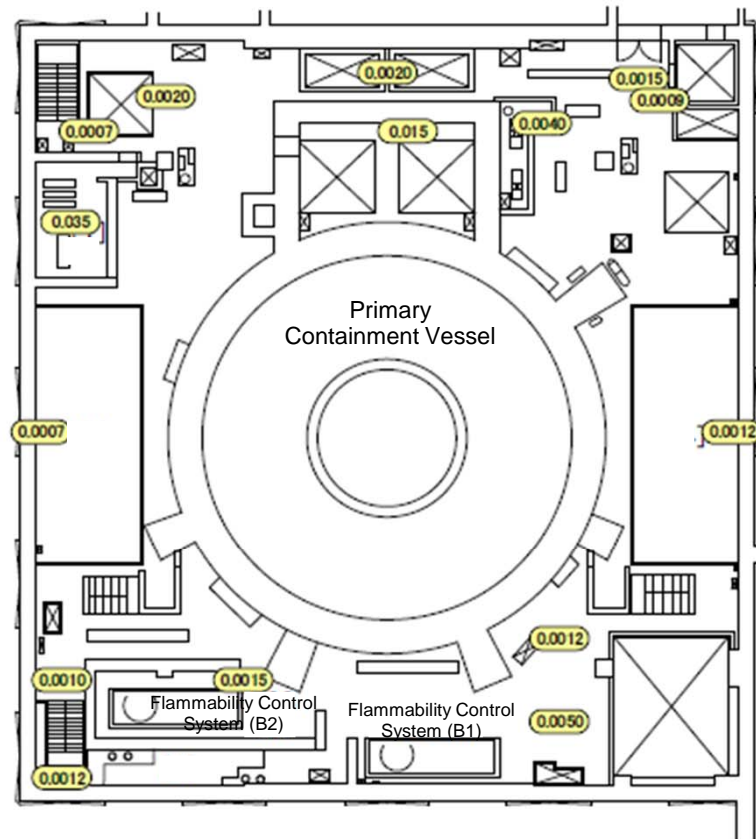 0.0020
0.0015
0.0020
0.0009
0.0007
0.015
0.0040
0.035
Primary
Containment Vessel
0.0007
0.0012
0.0012
0.0010
0.0015
Flammability Control
System (B2)
Flammability Control
System (B1)
0.0050
0.0012